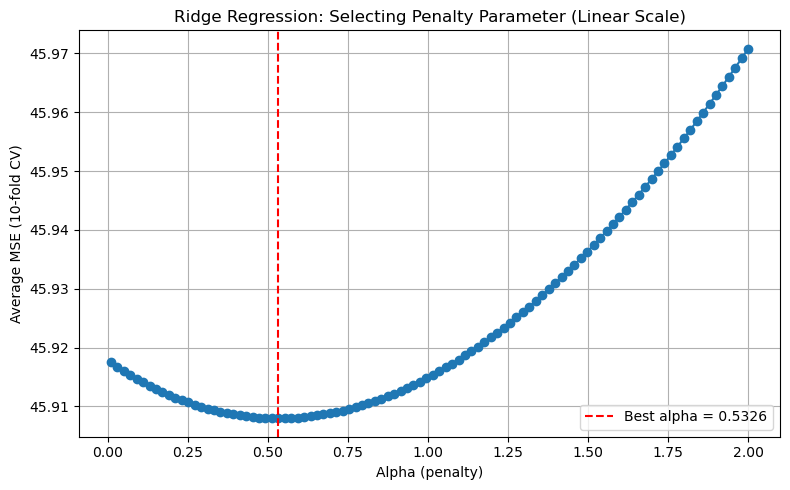 Ridge Regression: Selecting Penalty Parameter (Linear Scale)
Average MSE (10-fold CV)
45.97
45.96
45.95
45.94
45.93
45.92
45.91
Best alpha = 0.5326
0.00 0.25 0.50 0.75 1.00 1.25 1.50 1.75 2.00
Alpha (penalty)